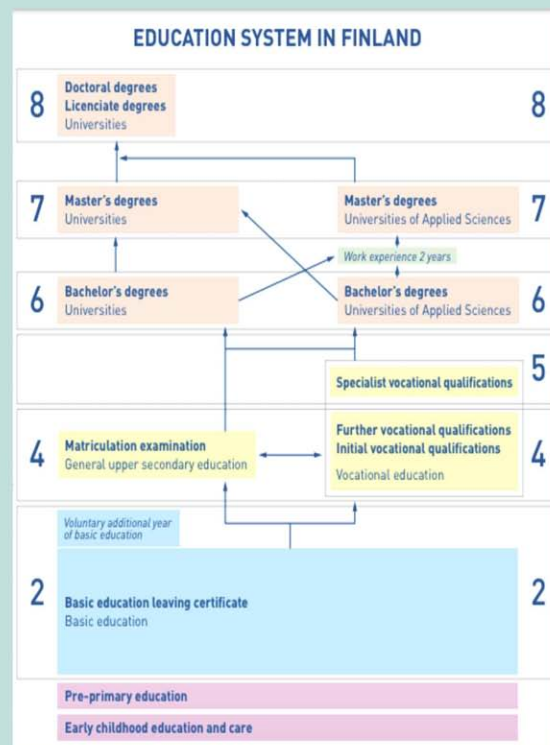 EDUCATION SYSTEM IN FINLAND
8
Doctoral degrees
Licenciate degrees
Universities
8
7
Master's degrees
Universities
Master's degrees
Universities of Applied Sciences
7
Work experience 2 years
6
Bachelor's degrees
Universities
Bachelor's degrees
Universities of Applied Sciences
6
5
Specialist vocational qualifications
4
Matriculation examination
General upper secondary education
Further vocational qualifications
Initial vocational qualifications
Vocational education
4
Voluntary additional year
of basic education
2
Basic education leaving certificate
Basic education
2
Pre-primary education
Early childhood education and care